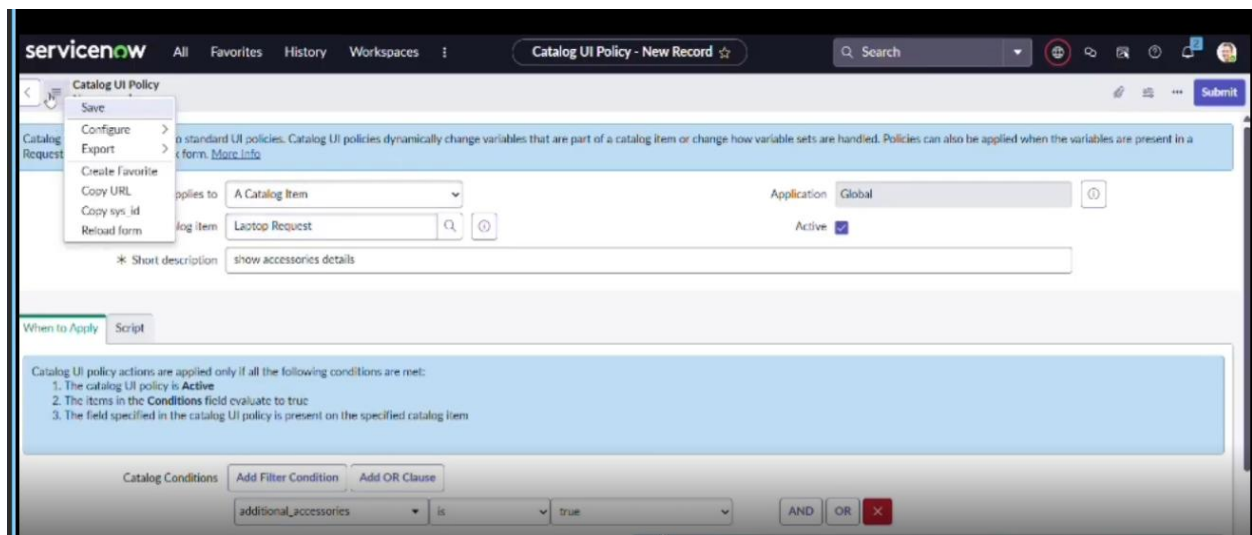 servicenow All Favorites History Workspaces Catalog UI Policy - New Record Search 2
Catalog UI Policy
Submit
Save
Configure
Export
Create Favorite
Copy URL
Copy sys_id
Reload form
Catalog o standard UI policies. Catalog UI policies dynamically change variables that are part of a catalog item or change how variable sets are handled. Policies can also be applied when the variables are present in a
Request form. More Info
pplies to A Catalog Item Application Global
log item Laptop Request Active
* Short description show accessories details
When to Apply Script
Catalog UI policy actions are applied only if all the following conditions are met:
1. The catalog UI policy is Active
2. The items in the Conditions field evaluate to true
3. The field specified in the catalog UI policy is present on the specified catalog item
Catalog Conditions Add Filter Condition Add OR Clause
additional_accessories is true AND OR X